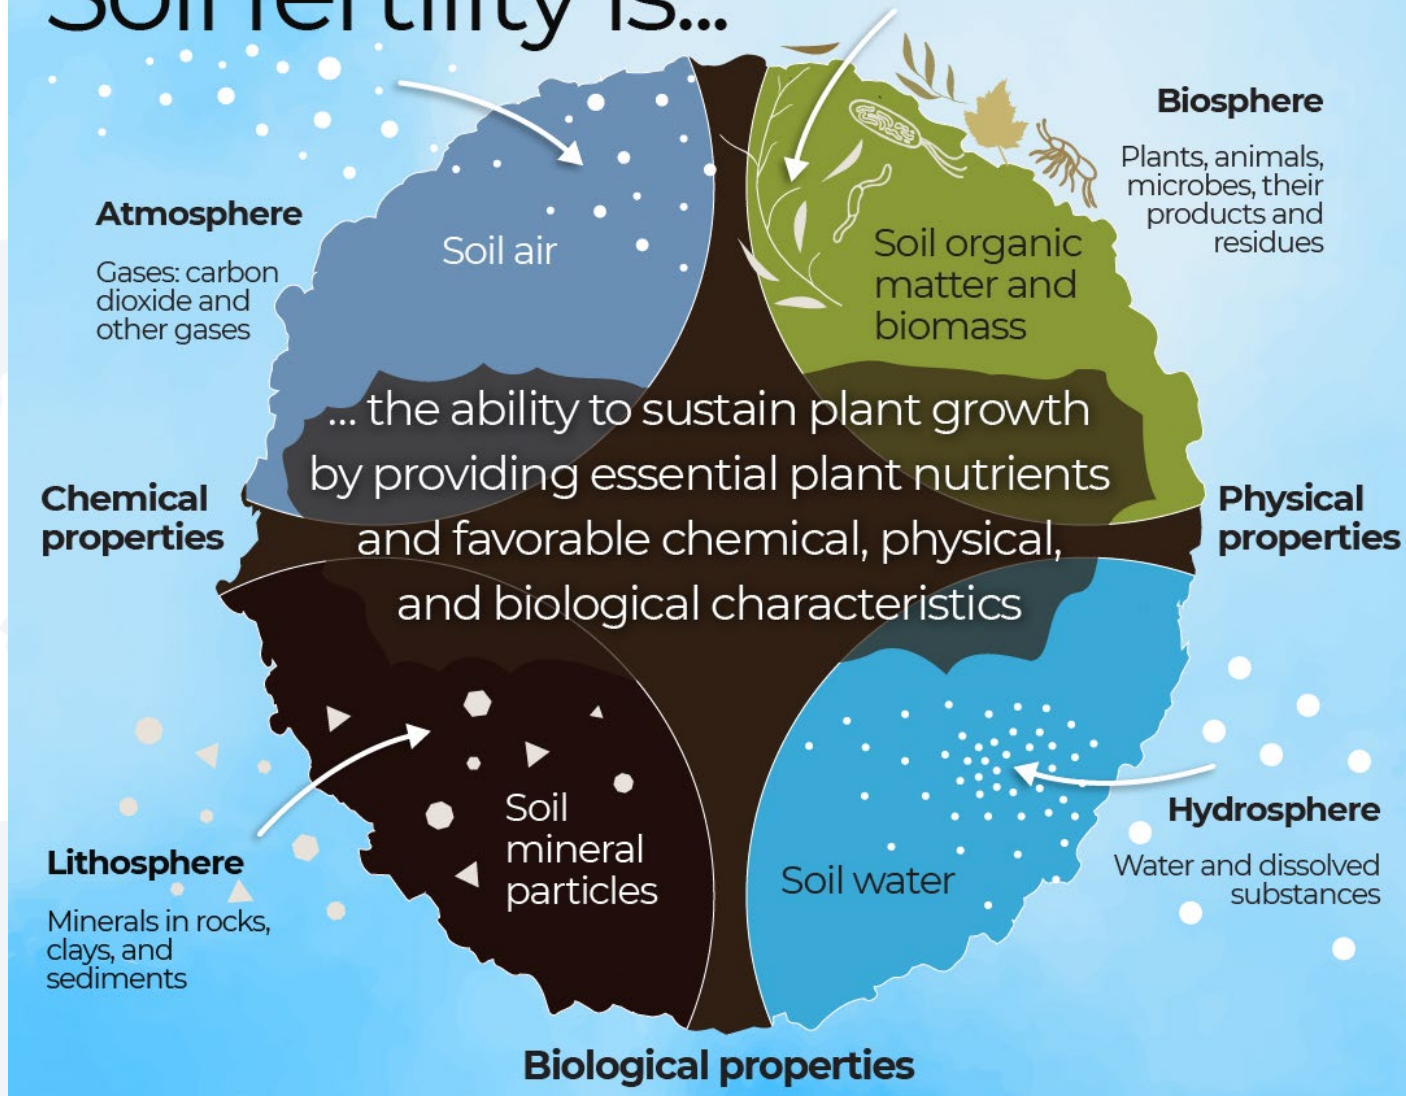 Soil fertility is...
Atmosphere
Gases: carbon
dioxide and
other gases
Soil air
Biosphere
Plants, animals,
microbes, their
products and
residues
Soil organic
matter and
biomass
... the ability to sustain plant growth
by providing essential plant nutrients
and favorable chemical, physical,
and biological characteristics
Chemical
properties
Physical
properties
Lithosphere
Minerals in rocks,
clays, and
sediments
Soil
mineral
particles
Soil water
Hydrosphere
Water and dissolved
substances
Biological properties